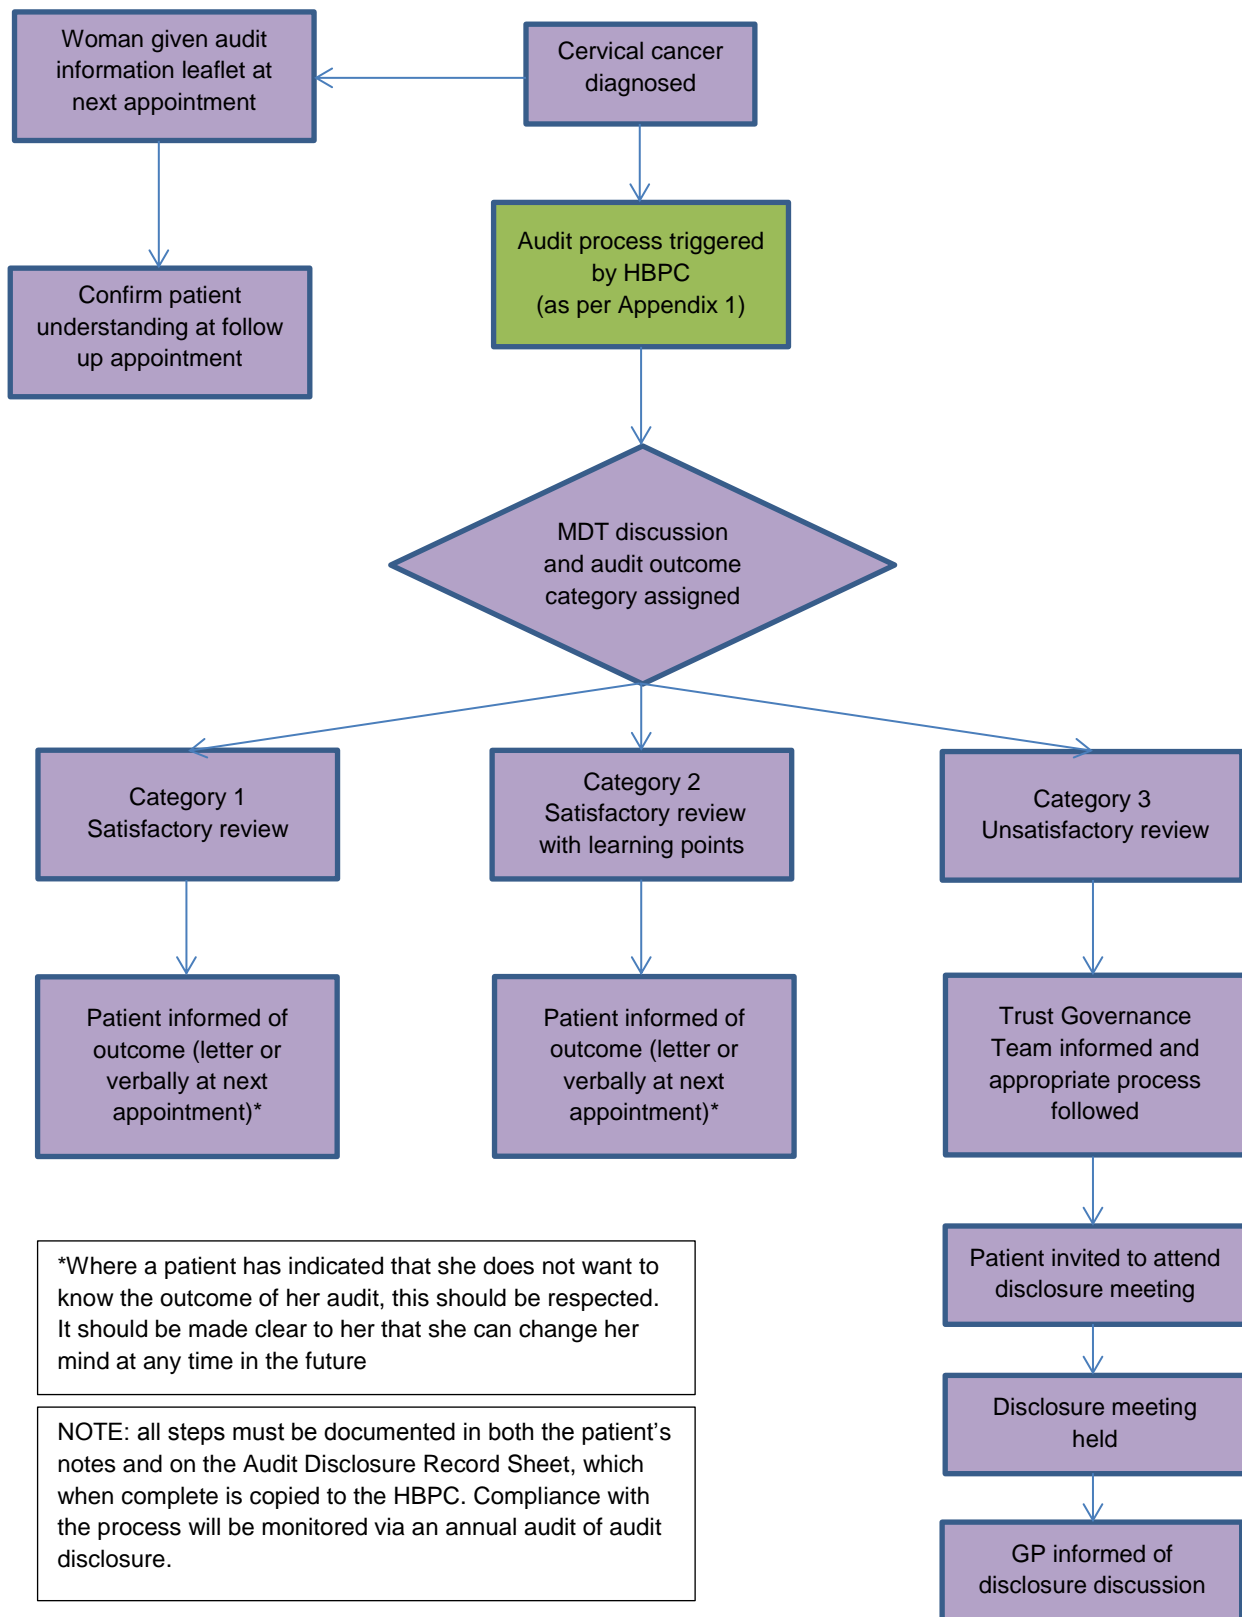 Woman given audit
information leaflet at
next appointment
Cervical cancer
diagnosed
Audit process triggered
by HBPC
(as per Appendix 1)
Confirm patient
understanding at follow
up appointment
MDT discussion
and audit outcome
category assigned
Category 1
Satisfactory review
Category 2
Satisfactory review
with learning points
Category 3
Unsatisfactory review
Patient informed of
outcome (letter or
verbally at next
appointment)*
Patient informed of
outcome (letter or
verbally at next
appointment)*
Trust Governance
Team informed and
appropriate process
followed
Patient invited to attend
disclosure meeting
Disclosure meeting
held
GP informed of
disclosure discussion
*Where a patient has indicated that she does not want to
know the outcome of her audit, this should be respected.
It should be made clear to her that she can change her
mind at any time in the future
NOTE: all steps must be documented in both the patient’s
notes and on the Audit Disclosure Record Sheet, which
when complete is copied to the HBPC. Compliance with
the process will be monitored via an annual audit of audit
disclosure.